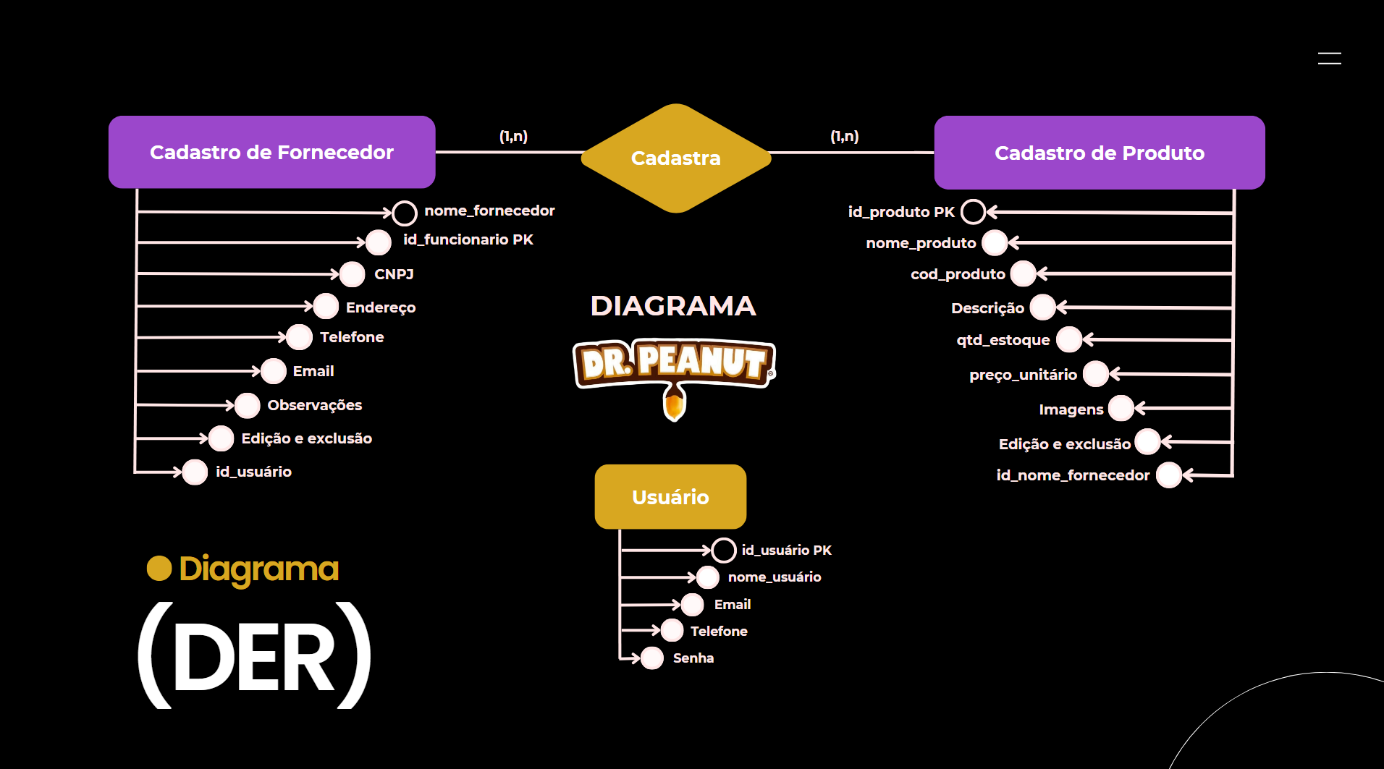 Cadastro de Fornecedor
(1,n)
Cadastra
(1,n)
Cadastro de Produto
nome_fornecedor
id_funcionario PK
CNPJ
Endereço
Telefone
Email
Observações
Edição e exclusão
id_usuário
id_produto PK
nome_produto
cod_produto
Descrição
qtd_estoque
preço_unitário
Imagens
Edição e exclusão
id_nome_fornecedor
DIAGRAMA
DR. PEANUT®
Usuário
id_usuário PK
nome_usuário
Email
Telefone
Senha
Diagrama
(DER)